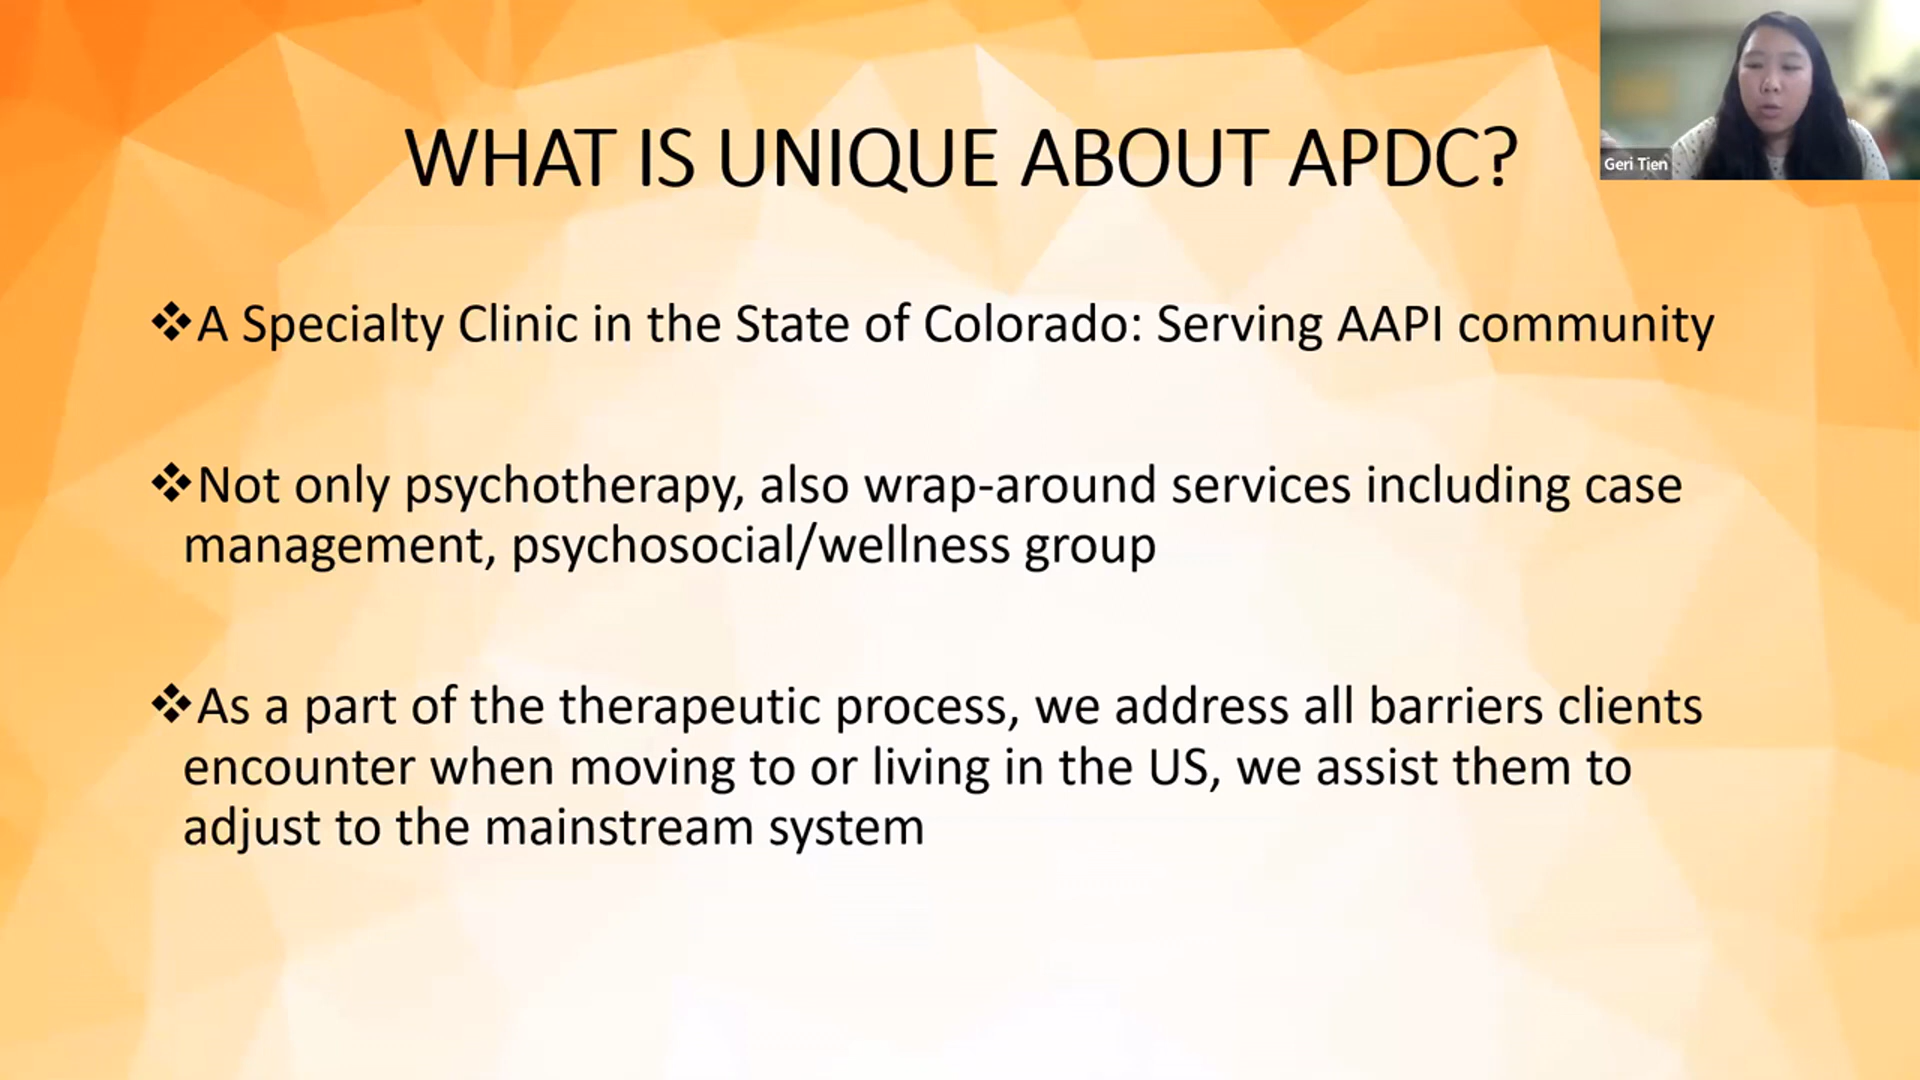 WHAT IS UNIQUE ABOUT APDC?
Geri Tien
❖A Specialty Clinic in the State of Colorado: Serving AAPI community
❖Not only psychotherapy, also wrap-around services including case
management, psychosocial/wellness group
❖As a part of the therapeutic process, we address all barriers clients
encounter when moving to or living in the US, we assist them to
adjust to the mainstream system